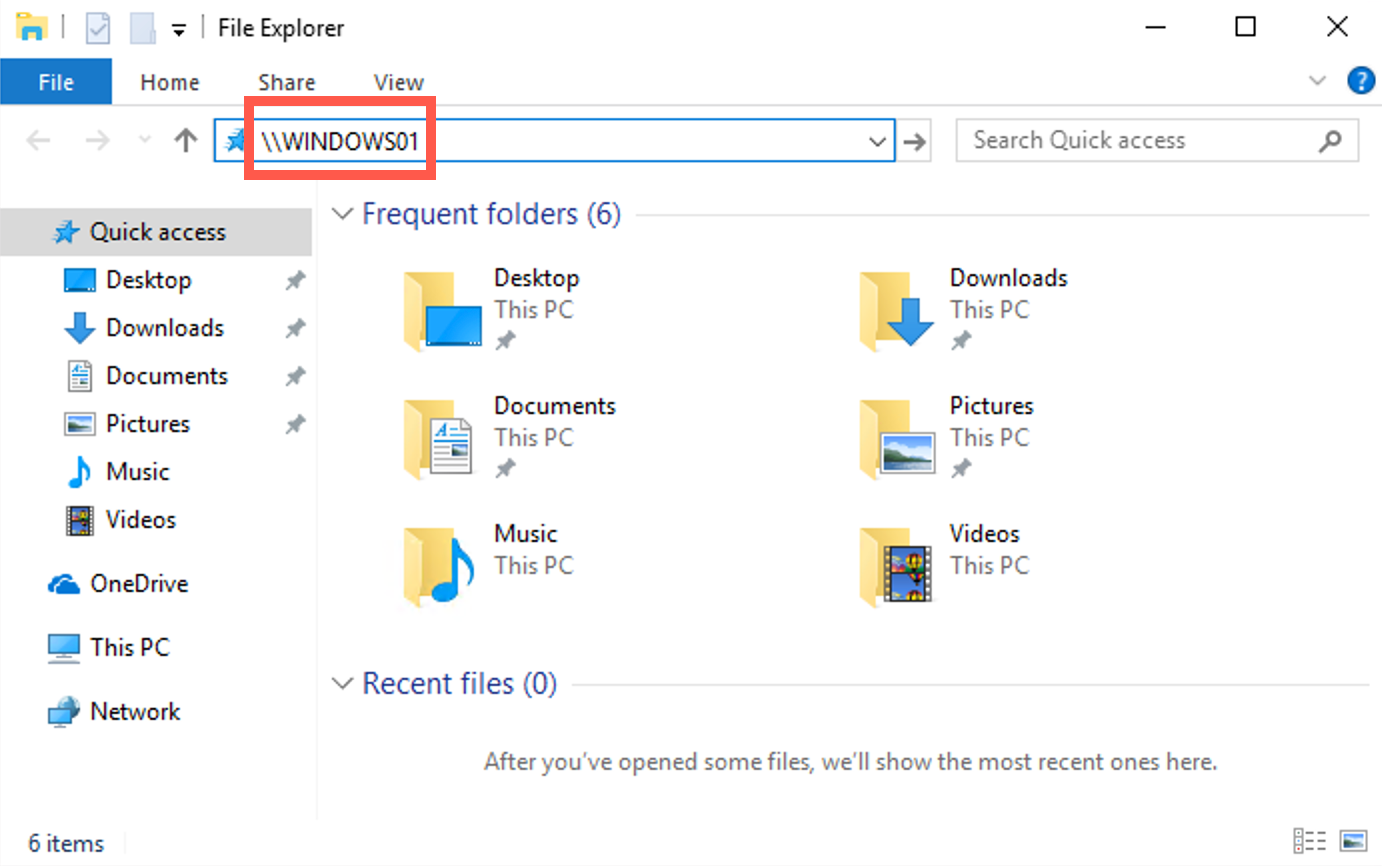 File Explorer
File Home Share View
\\WINDOWS01
Search Quick access
Quick access
Desktop
Downloads
Documents
Pictures
Music
Videos
OneDrive
This PC
Network
Frequent folders (6)
Desktop
This PC
Downloads
This PC
Documents
This PC
Pictures
This PC
Music
This PC
Videos
This PC
Recent files (0)
After you've opened some files, we'll show the most recent ones here.
6 items